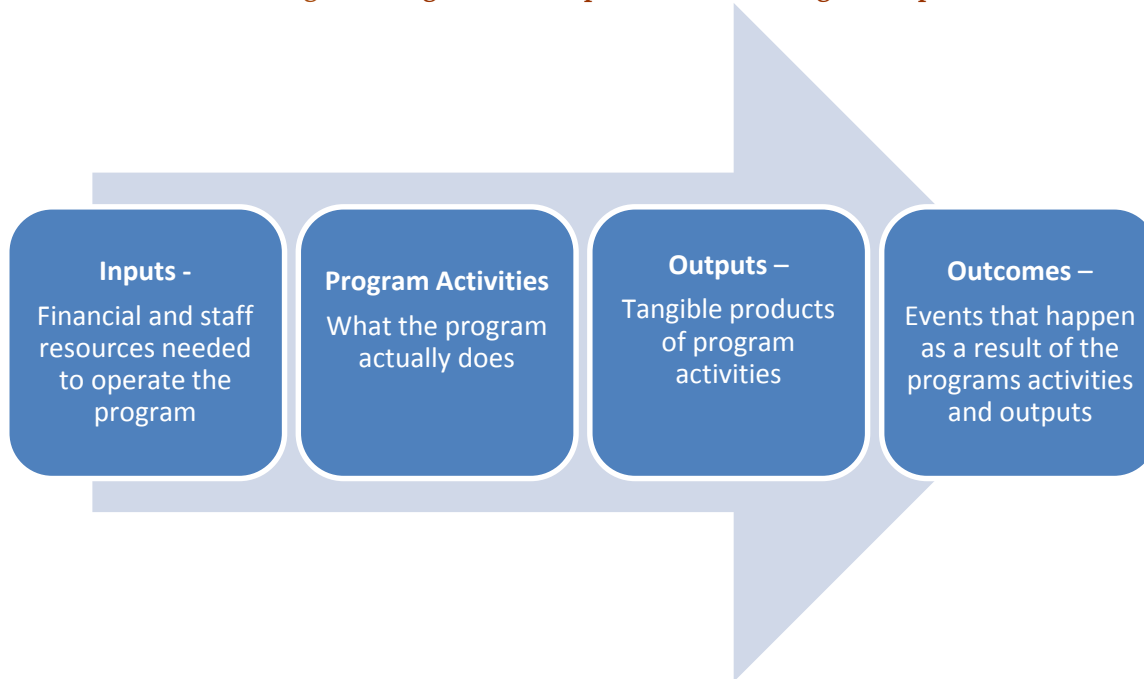 Inputs -
Financial and staff
resources needed
to operate the
program
Program Activities
What the program
actually does
Outputs –
Tangible products
of program
activities
Outcomes –
Events that happen
as a result of the
programs activities
and outputs